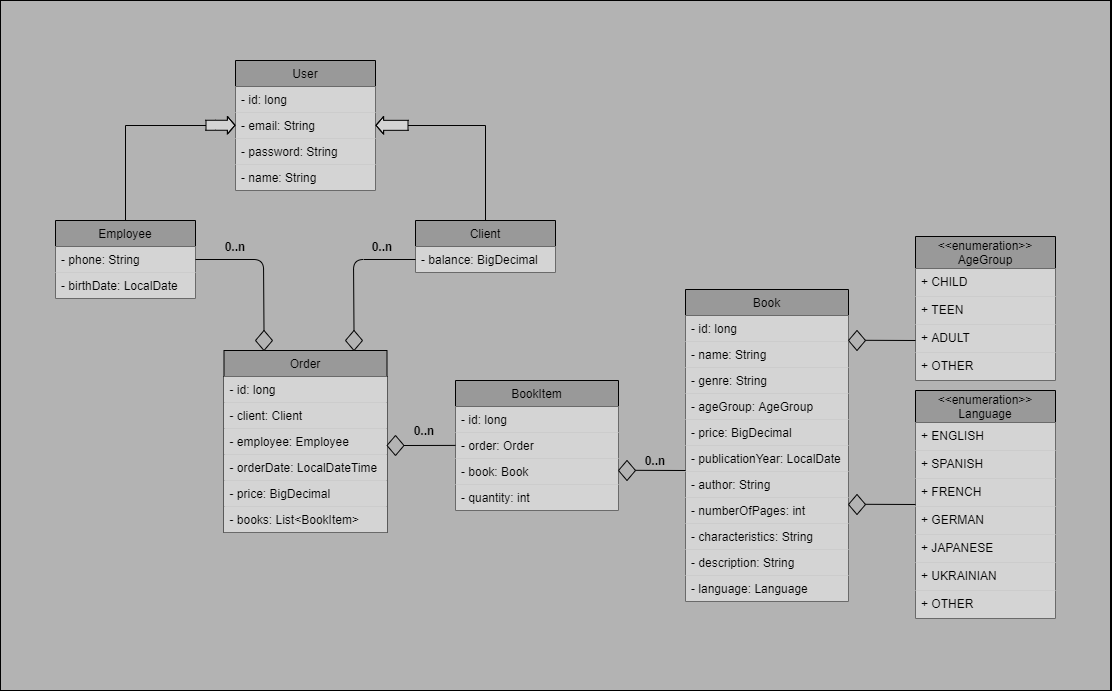 User
- id: long
- email: String
- password: String
- name: String
Employee
- phone: String
- birthDate: LocalDate
0..n
0..n
Client
- balance: BigDecimal
Order
- id: long
- client: Client
- employee: Employee
- orderDate: LocalDateTime
- price: BigDecimal
- books: List<BookItem>
0..n
BookItem
- id: long
- order: Order
- book: Book
- quantity: int
0..n
Book
- id: long
- name: String
- genre: String
- ageGroup: AgeGroup
- price: BigDecimal
- publicationYear: LocalDate
- author: String
- numberOfPages: int
- characteristics: String
- description: String
- language: Language
<<enumeration>>
AgeGroup
+ CHILD
+ TEEN
+ ADULT
+ OTHER
<<enumeration>>
Language
+ ENGLISH
+ SPANISH
+ FRENCH
+ GERMAN
+ JAPANESE
+ UKRAINIAN
+ OTHER